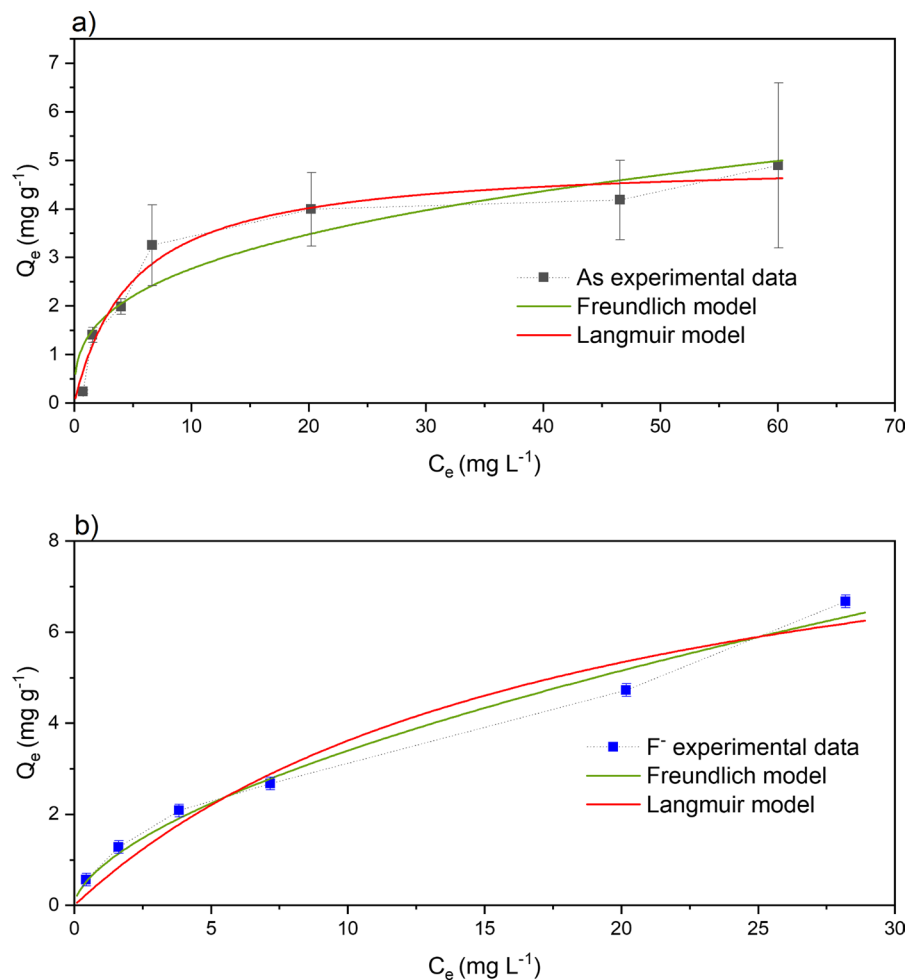 a)
7
6
5
4
3
2
1
0
Qe (mg g-1)
As experimental data
Freundlich model
Langmuir model
0 10 20 30 40 50 60 70
Ce (mg L-1)
b)
8
6
4
2
0
Qe (mg g-1)
F- experimental data
Freundlich model
Langmuir model
0 5 10 15 20 25 30
Ce (mg L-1)